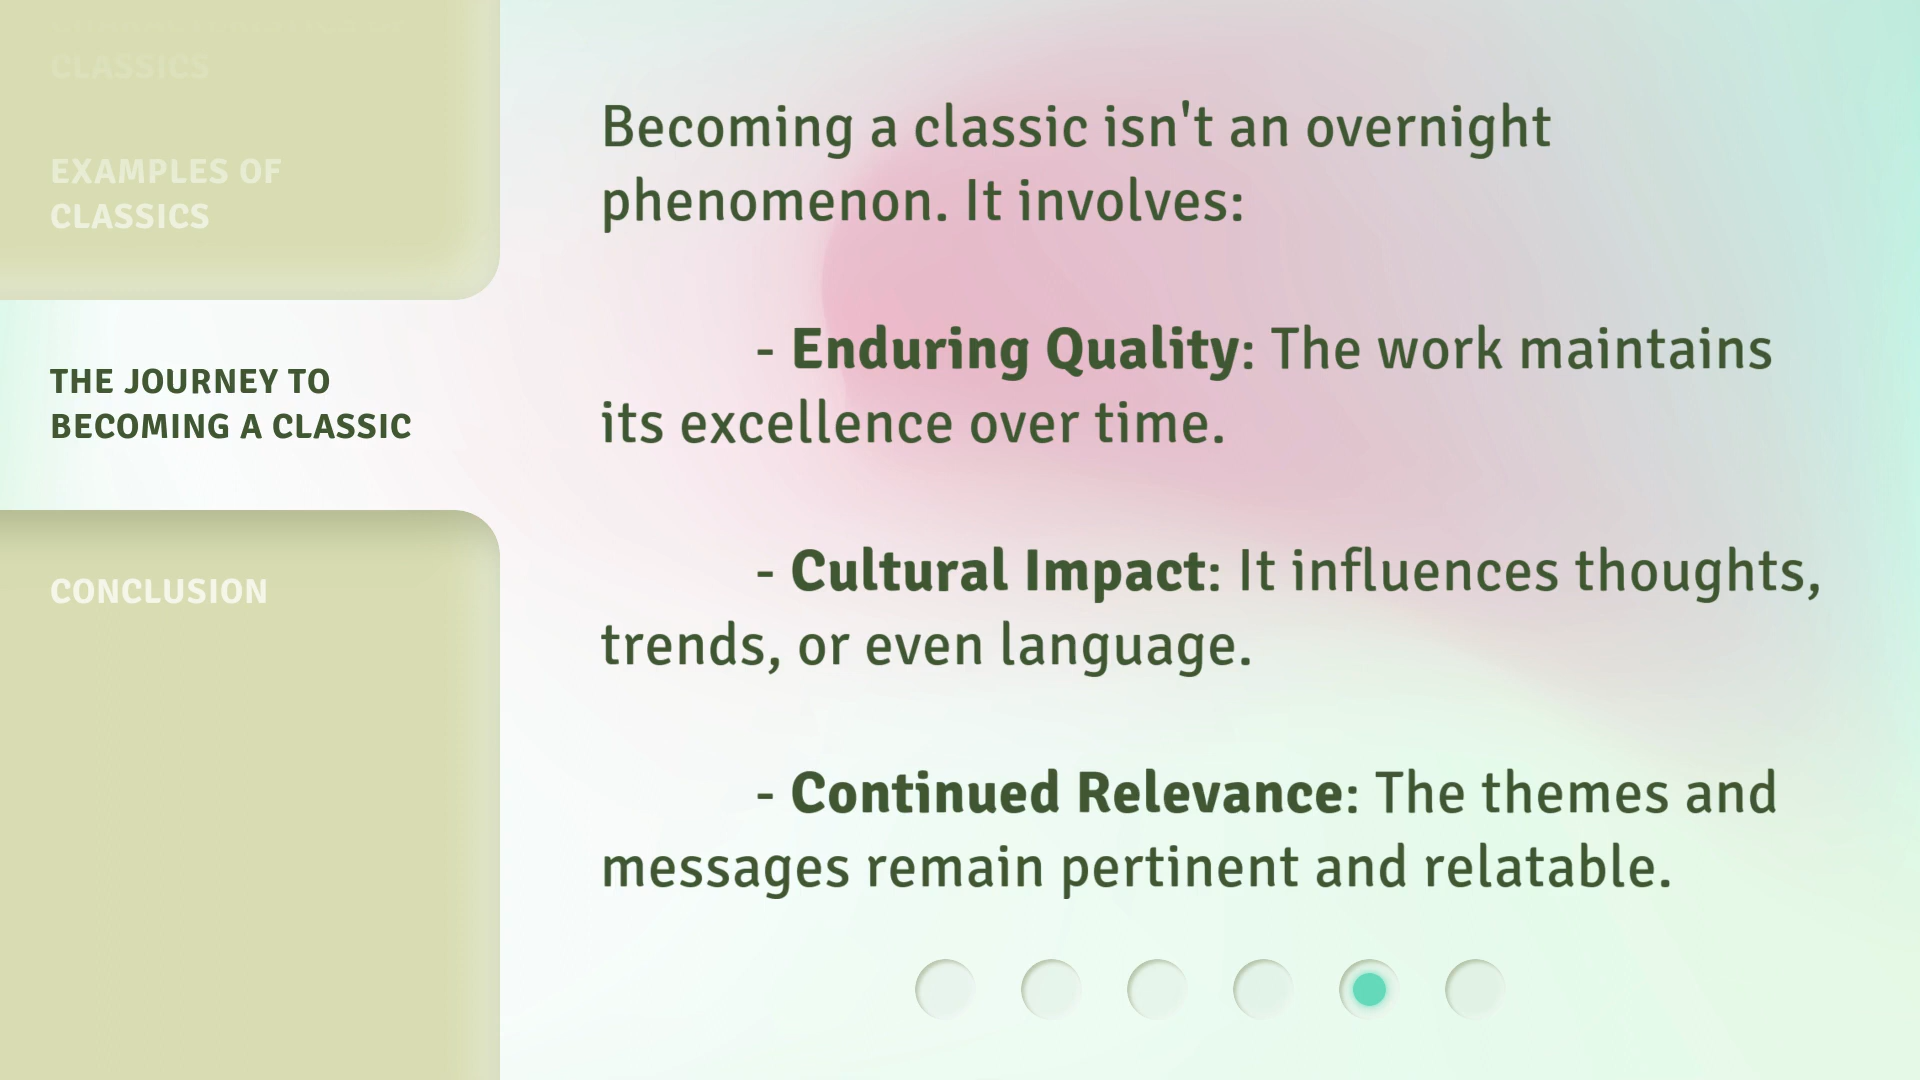 CLASSICS
EXAMPLES OF
CLASSICS
THE JOURNEY TO
BECOMING A CLASSIC
CONCLUSION
Becoming a classic isn't an overnight
phenomenon. It involves:
- Enduring Quality: The work maintains
its excellence over time.
- Cultural Impact: It influences thoughts,
trends, or even language.
- Continued Relevance: The themes and
messages remain pertinent and relatable.